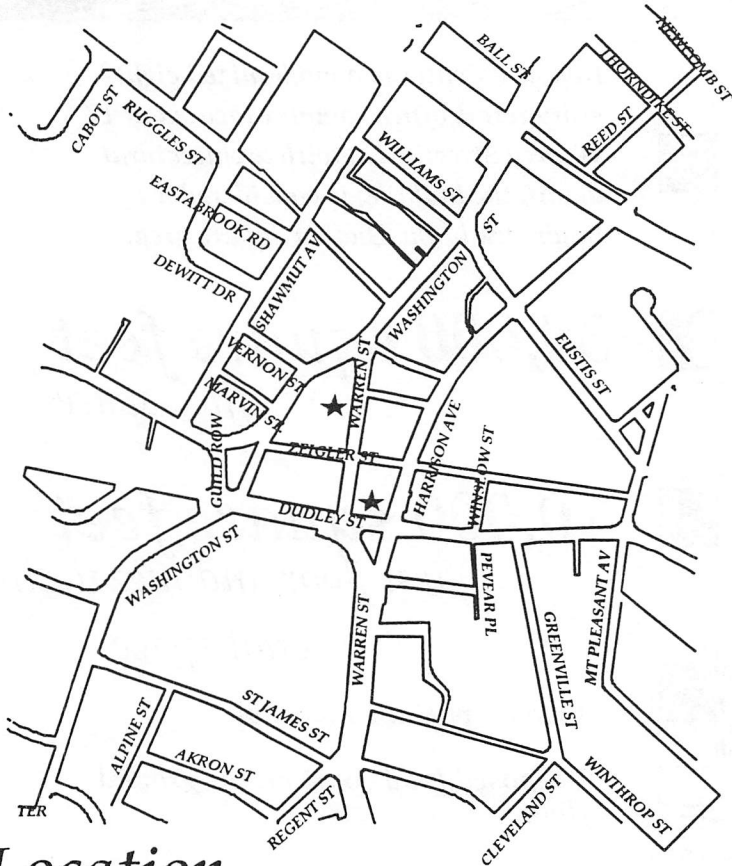 NEWCOMB ST
BALL ST
THORNDIKE ST
REED ST
CABOT ST
RUGGLES ST
WILLIAMS ST
EASTABROOK RD
ST
DEWITT DR
SHAWMUT AV
WASHINGTON
VERNON ST
WARREN ST
EUSTIS ST
MARVIN ST.
GUILD ROW
ZEIGLER ST
HARRISON AVE
WINSLOW ST
DUDLEY ST
WASHINGTON ST
PEVEAR PL
MT PLEASANT AV
WARREN ST
GREENVILLE ST
ST JAMES ST
ALPINE ST
AKRON ST
REGENT ST
WINTHROP ST
CLEVELAND ST
TER
Location